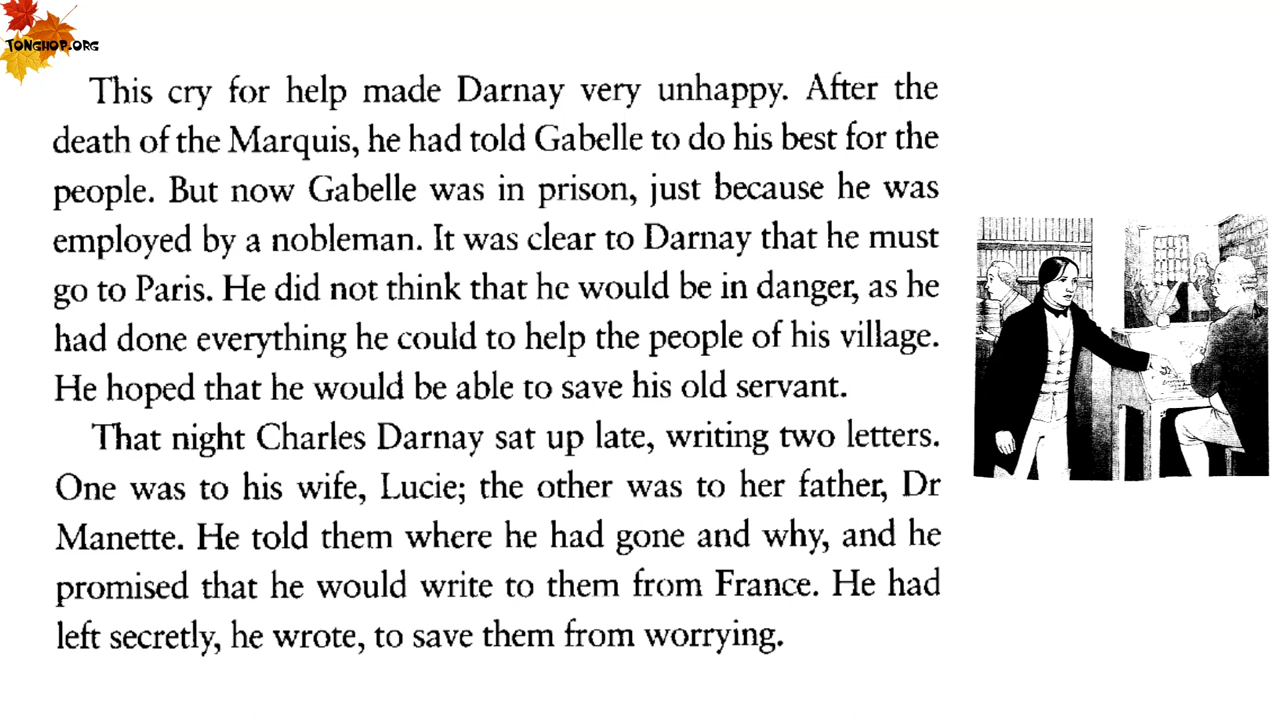 TONGHOP.ORG
This cry for help made Darnay very unhappy. After the
death of the Marquis, he had told Gabelle to do his best for the
people. But now Gabelle was in prison, just because he was
employed by a nobleman. It was clear to Darnay that he must
go to Paris. He did not think that he would be in danger, as he
had done everything he could to help the people of his village.
He hoped that he would be able to save his old servant.
That night Charles Darnay sat up late, writing two letters.
One was to his wife, Lucie; the other was to her father, Dr
Manette. He told them where he had gone and why, and he
promised that he would write to them from France. He had
left secretly, he wrote, to save them from worrying.